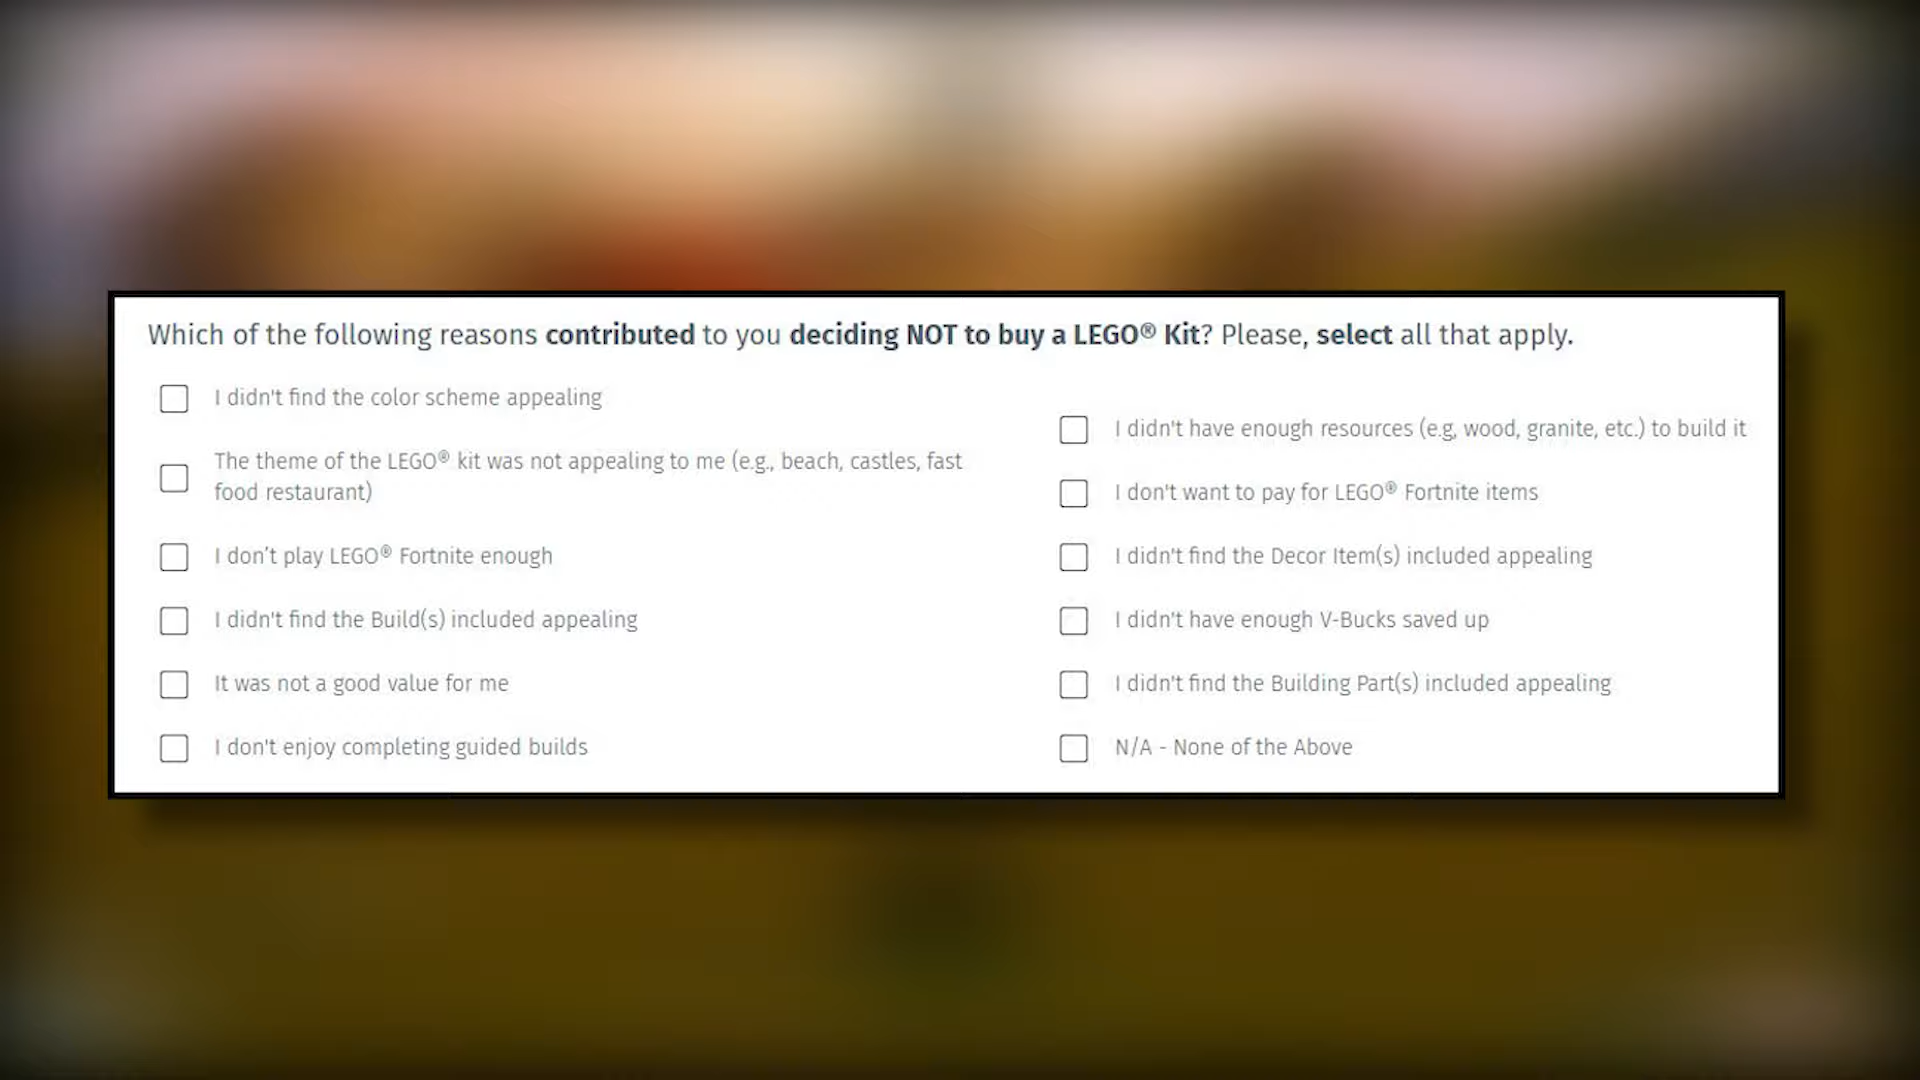 Which of the following reasons contributed to you deciding NOT to buy a LEGO® Kit? Please, select all that apply.
I didn't find the color scheme appealing
The theme of the LEGO® kit was not appealing to me (e.g., beach, castles, fast
food restaurant)
I don’t play LEGO® Fortnite enough
I didn't find the Build(s) included appealing
It was not a good value for me
I don't enjoy completing guided builds
I didn't have enough resources (e.g, wood, granite, etc.) to build it
I don't want to pay for LEGO® Fortnite items
I didn't find the Decor Item(s) included appealing
I didn't have enough V-Bucks saved up
I didn't find the Building Part(s) included appealing
N/A - None of the Above